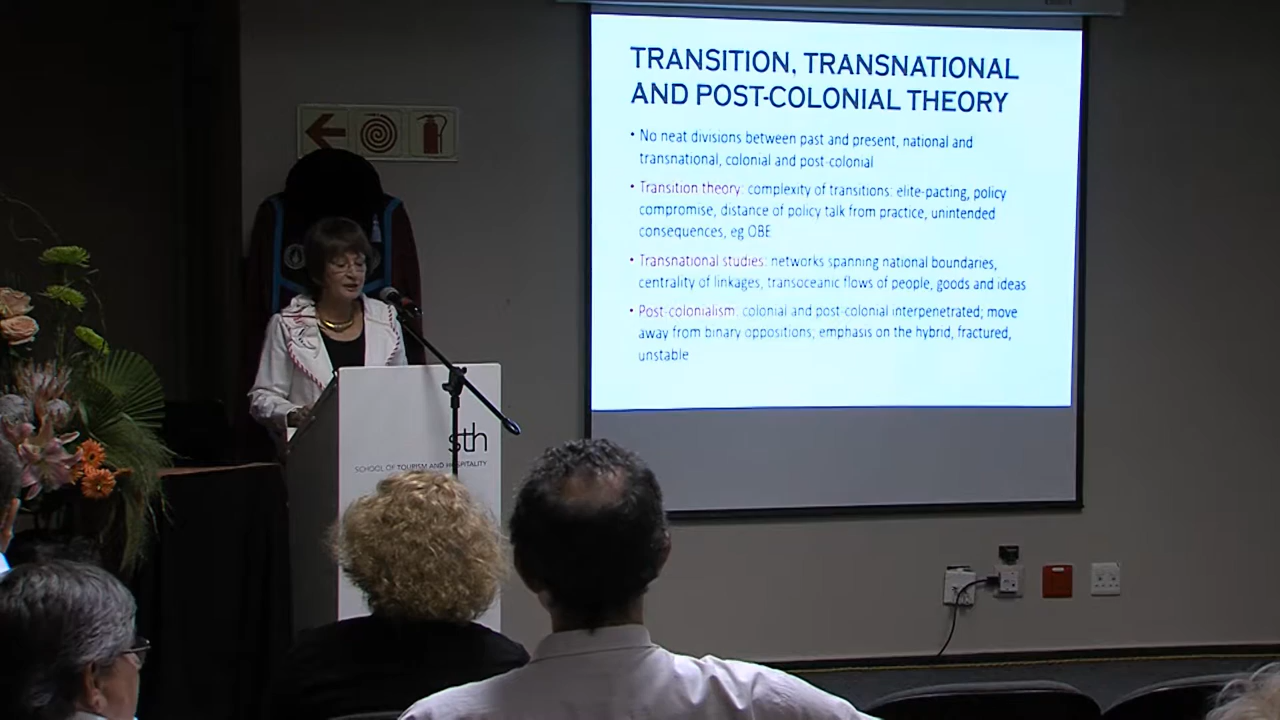 TRANSITION, TRANSNATIONAL
AND POST-COLONIAL THEORY
• No neat divisions between past and present, national and
transnational, colonial and post-colonial
• Transition theory: complexity of transitions: elite-pacting, policy
compromise, distance of policy talk from practice, unintended
consequences, eg OBE
• Transnational studies: networks spanning national boundaries,
centrality of linkages, transoceanic flows of people, goods and ideas
• Post-colonialism: colonial and post-colonial interpenetrated; move
away from binary oppositions; emphasis on the hybrid, fractured,
unstable
sth
SCHOOL OF TOURISM AND HOSPITALITY